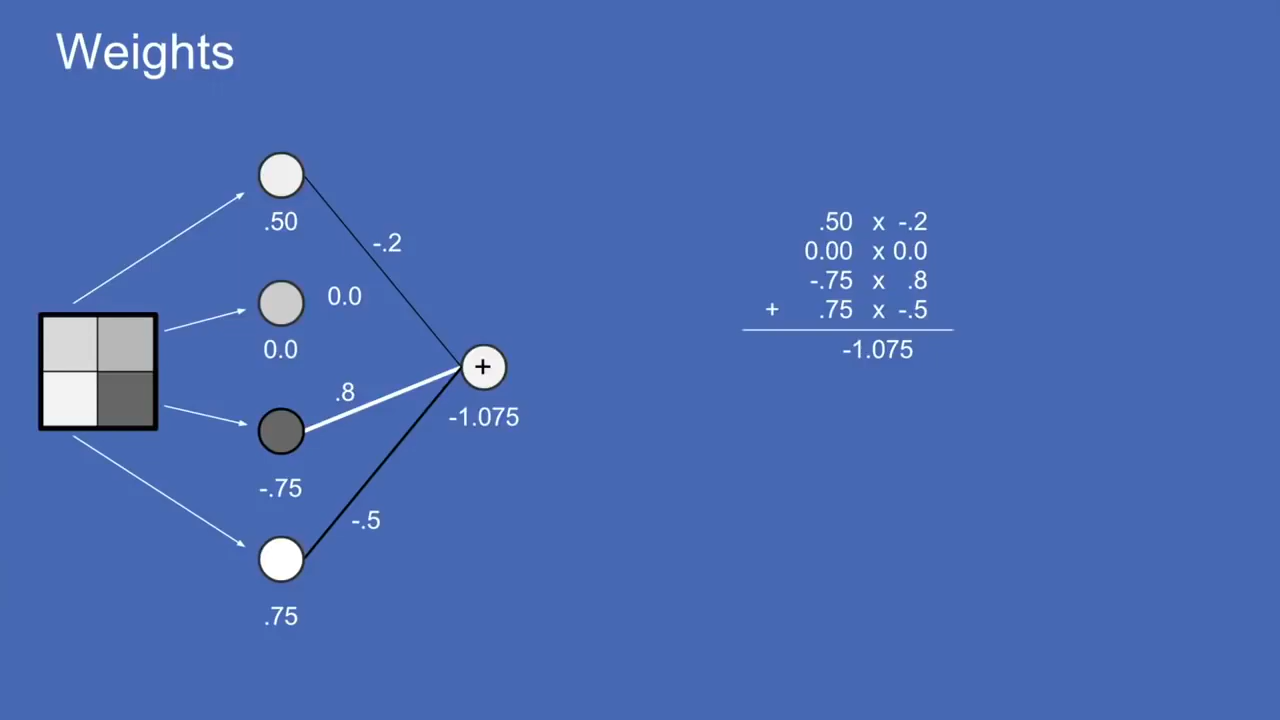 Weights
.50
-.2
0.0
0.0
.8
-.75
-.5
.75
+
-1.075
.50 x -.2
0.00 x 0.0
-.75 x .8
+ .75 x -.5
-1.075